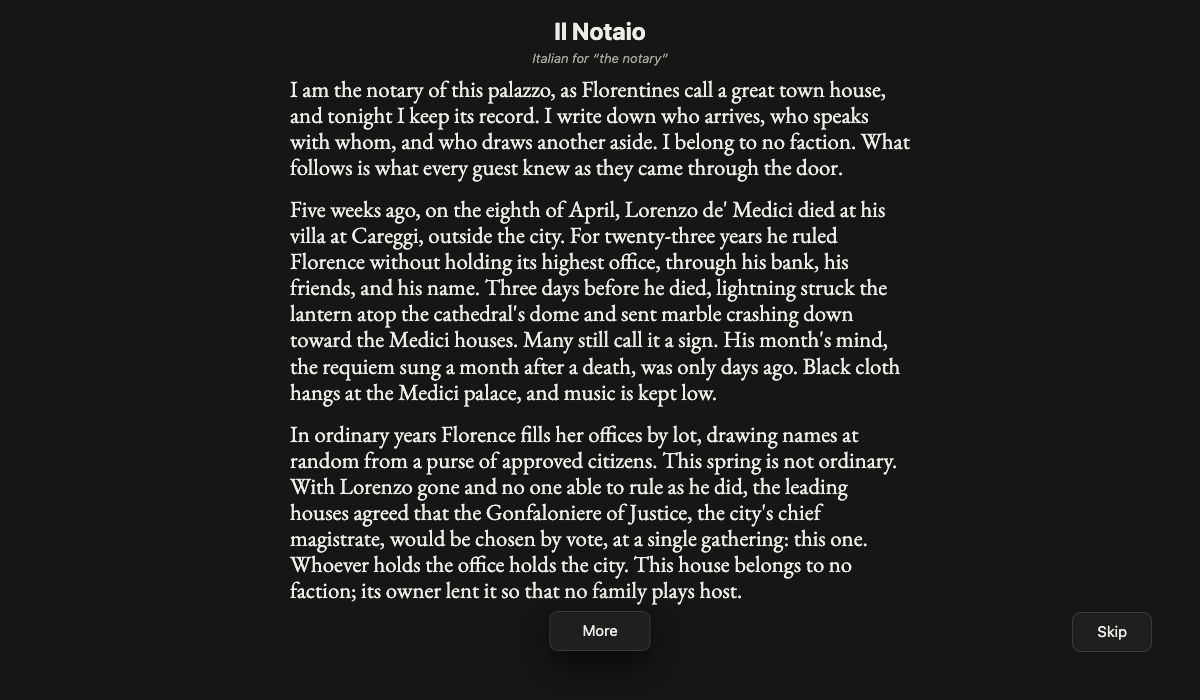 Il Notaio
Italian for “the notary”
I am the notary of this palazzo, as Florentines call a great town house,
and tonight I keep its record. I write down who arrives, who speaks
with whom, and who draws another aside. I belong to no faction. What
follows is what every guest knew as they came through the door.
Five weeks ago, on the eighth of April, Lorenzo de' Medici died at his
villa at Careggi, outside the city. For twenty-three years he ruled
Florence without holding its highest office, through his bank, his
friends, and his name. Three days before he died, lightning struck the
lantern atop the cathedral's dome and sent marble crashing down
toward the Medici houses. Many still call it a sign. His month's mind,
the requiem sung a month after a death, was only days ago. Black cloth
hangs at the Medici palace, and music is kept low.
In ordinary years Florence fills her offices by lot, drawing names at
random from a purse of approved citizens. This spring is not ordinary.
With Lorenzo gone and no one able to rule as he did, the leading
houses agreed that the Gonfaloniere of Justice, the city's chief
magistrate, would be chosen by vote, at a single gathering: this one.
Whoever holds the office holds the city. This house belongs to no
faction; its owner lent it so that no family plays host.
More
Skip